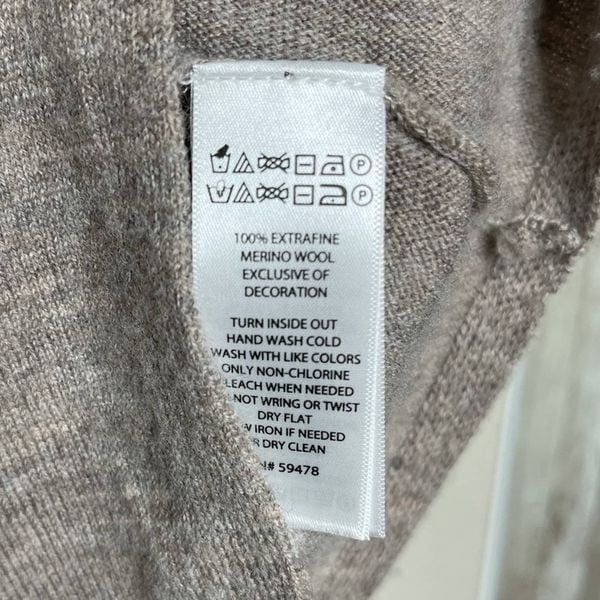 P
P
100% EXTRAFINE
MERINO WOOL
EXCLUSIVE OF
DECORATION
TURN INSIDE OUT
HAND WASH COLD
WASH WITH LIKE COLORS
ONLY NON-CHLORINE
LEACH WHEN NEEDED
NOT WRING OR TWIST
DRY FLAT
W IRON IF NEEDED
R DRY CLEAN
N# 59478